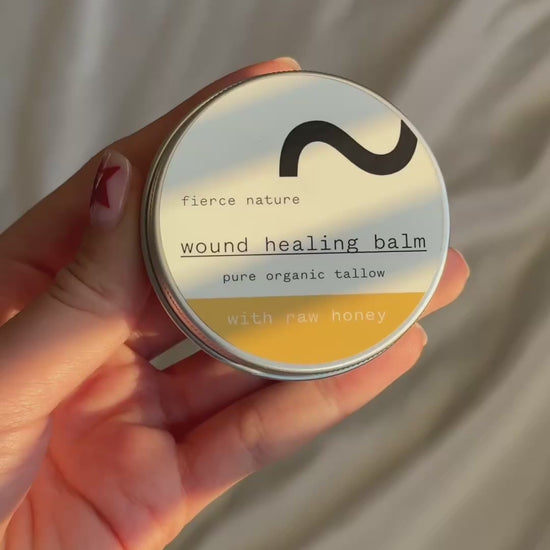 fierce nature
wound healing balm
pure organic tallow
with raw honey